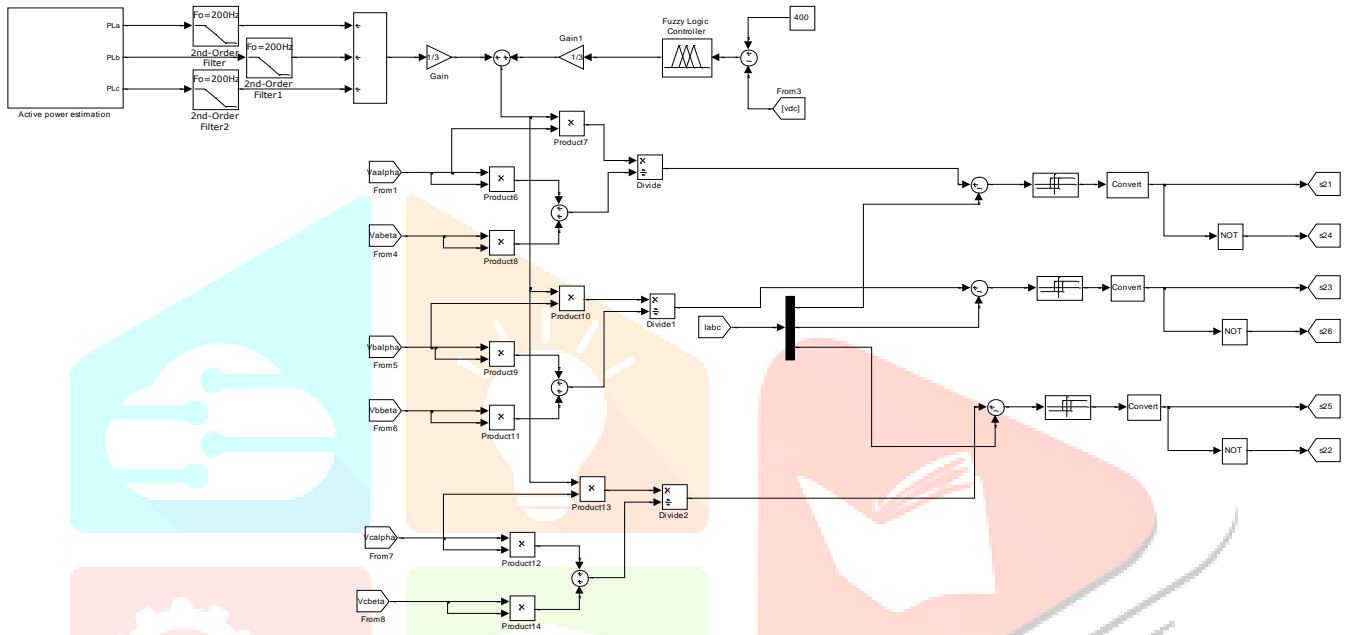 PLa
PLb
PLc
Active power estimation
Fo=200Hz
2nd-Order
Filter
Fo=200Hz
2nd-Order
Filter1
Fo=200Hz
2nd-Order
Filter2
1/3
Gain
Gain1
1/3
Fuzzy Logic
Controller
400
From3
[vdc]
Product7
Vaalpha
From1
Product6
Divide
Vabeta
From4
Product8
Product10
Divide1
Iabc
Vbalpha
From5
Product9
Vbbeta
From6
Product11
Product13
Divide2
Vcalpha
From7
Product12
Vcbeta
From8
Product14
Convert
s21
NOT
s24
Convert
s23
NOT
s26
Convert
s25
NOT
s22